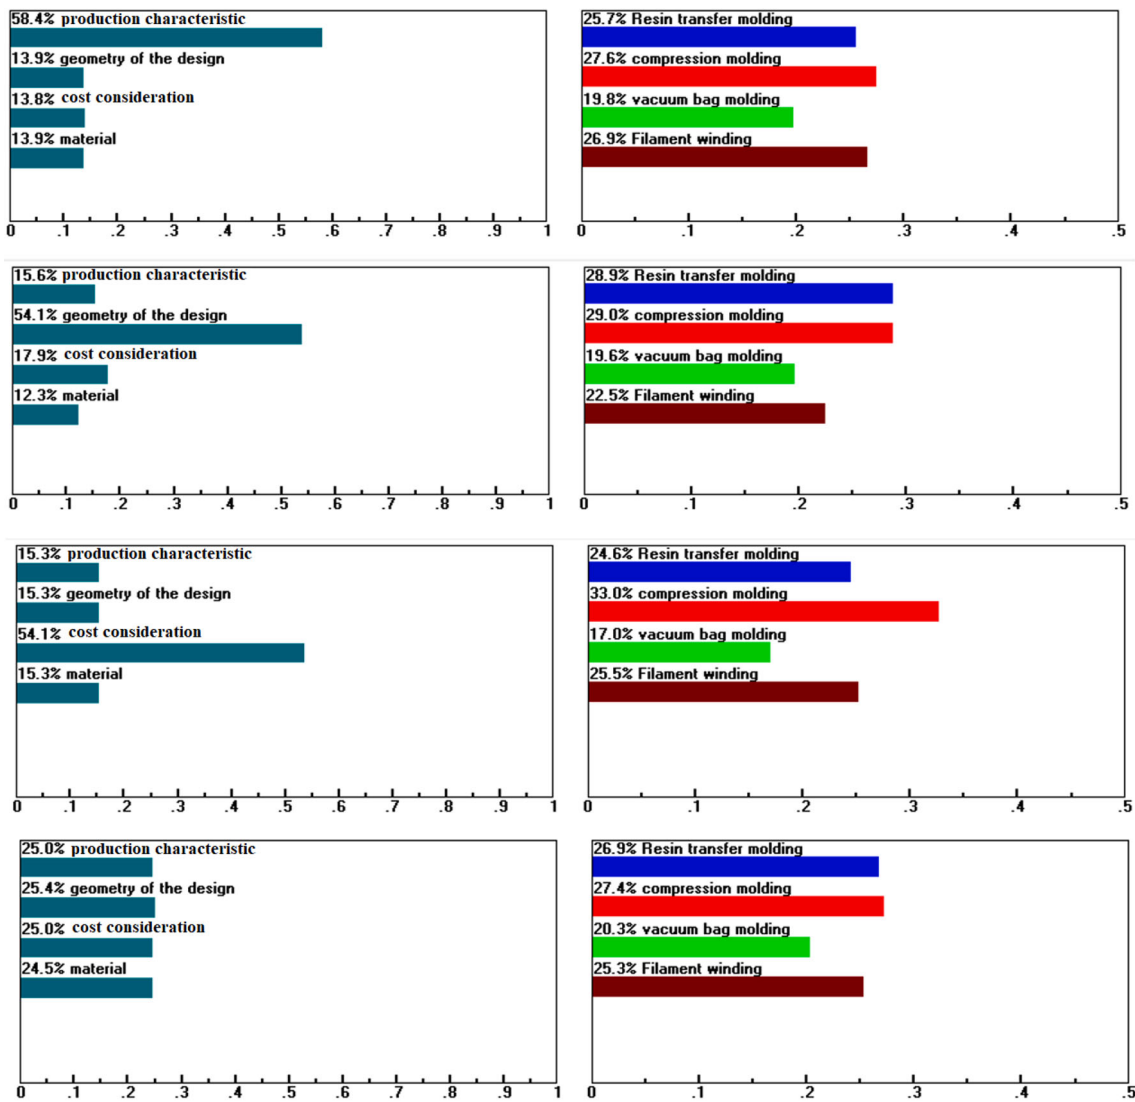 58.4% production characteristic
13.9% geometry of the design
13.8% cost consideration
13.9% material
0 .1 .2 .3 .4 .5 .6 .7 .8 .9 1
25.7% Resin transfer molding
27.6% compression molding
19.8% vacuum bag molding
26.9% Filament winding
0 .1 .2 .3 .4 .5
15.6% production characteristic
54.1% geometry of the design
17.9% cost consideration
12.3% material
0 .1 .2 .3 .4 .5 .6 .7 .8 .9 1
28.9% Resin transfer molding
29.0% compression molding
19.6% vacuum bag molding
22.5% Filament winding
0 .1 .2 .3 .4 .5
15.3% production characteristic
15.3% geometry of the design
54.1% cost consideration
15.3% material
0 .1 .2 .3 .4 .5 .6 .7 .8 .9 1
24.6% Resin transfer molding
33.0% compression molding
17.0% vacuum bag molding
25.5% Filament winding
0 .1 .2 .3 .4 .5
25.0% production characteristic
25.4% geometry of the design
25.0% cost consideration
24.5% material
0 .1 .2 .3 .4 .5 .6 .7 .8 .9 1
26.9% Resin transfer molding
27.4% compression molding
20.3% vacuum bag molding
25.3% Filament winding
0 .1 .2 .3 .4 .5